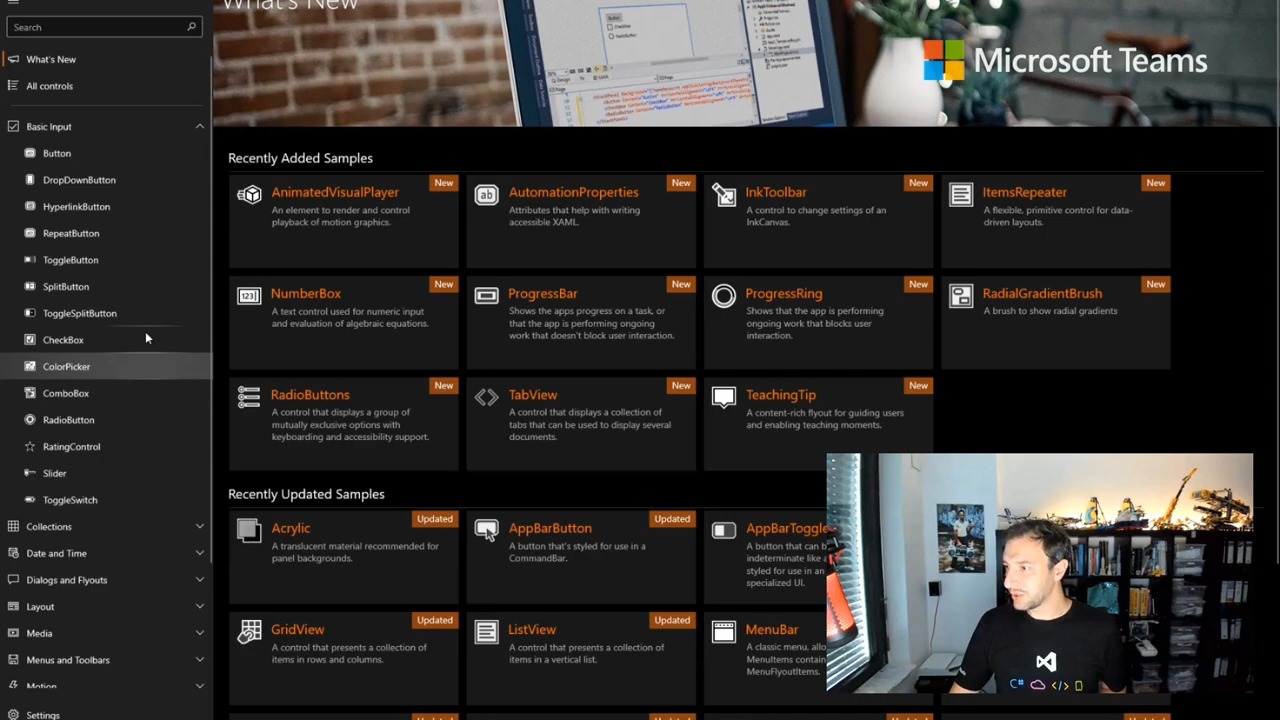 What's New
Search
Microsoft Teams
What's New
All controls
Basic Input
Button
DropDownButton
HyperlinkButton
RepeatButton
ToggleButton
SplitButton
ToggleSplitButton
CheckBox
ColorPicker
ComboBox
RadioButton
RatingControl
Slider
ToggleSwitch
Collections
Date and Time
Dialogs and Flyouts
Layout
Media
Menus and Toolbars
Motion
Settings
Recently Added Samples
AnimatedVisualPlayer
New
An element to render and control
playback of motion graphics.
AutomationProperties
New
Attributes that help with writing
accessible XAML.
InkToolbar
New
A control to change settings of an
InkCanvas.
ItemsRepeater
New
A flexible, primitive control for data-
driven layouts.
NumberBox
New
A text control used for numeric input
and evaluation of algebraic equations.
ProgressBar
New
Shows the apps progress on a task, or
that the app is performing ongoing
work that doesn't block user interaction.
ProgressRing
New
Shows that the app is performing
ongoing work that blocks user
interaction.
RadialGradientBrush
New
A brush to show radial gradients
RadioButtons
New
A control that displays a group of
mutually exclusive options with
keyboarding and accessibility support.
TabView
New
A control that displays a collection of
tabs that can be used to display several
documents.
TeachingTip
New
A content-rich flyout for guiding users
and enabling teaching moments.
Recently Updated Samples
Acrylic
Updated
A translucent material recommended for
panel backgrounds.
AppBarButton
Updated
A button that's styled for use in a
CommandBar.
AppBarToggle
A button that can b
indeterminate like a
styled for use in an
specialized UI.
GridView
Updated
A control that presents a collection of
items in rows and columns.
ListView
Updated
A control that presents a collection of
items in a vertical list.
MenuBar
A classic menu, allo
MenuItems contain
MenuFlyoutItems.
C#